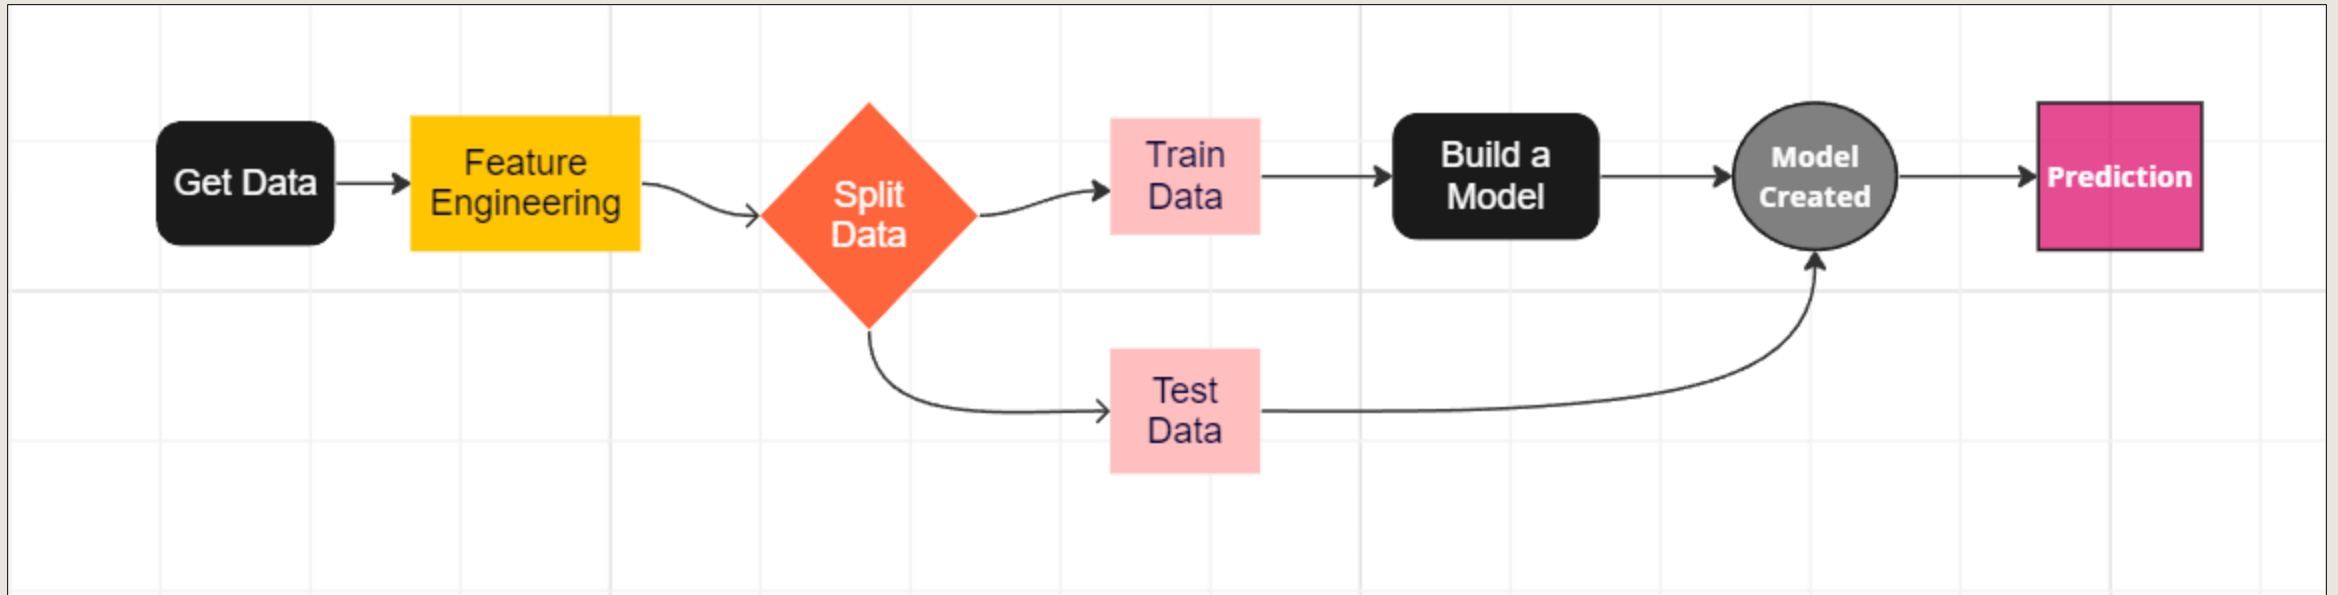 Get Data
Feature
Engineering
Split
Data
Train
Data
Build a
Model
Model
Created
Prediction
Test
Data